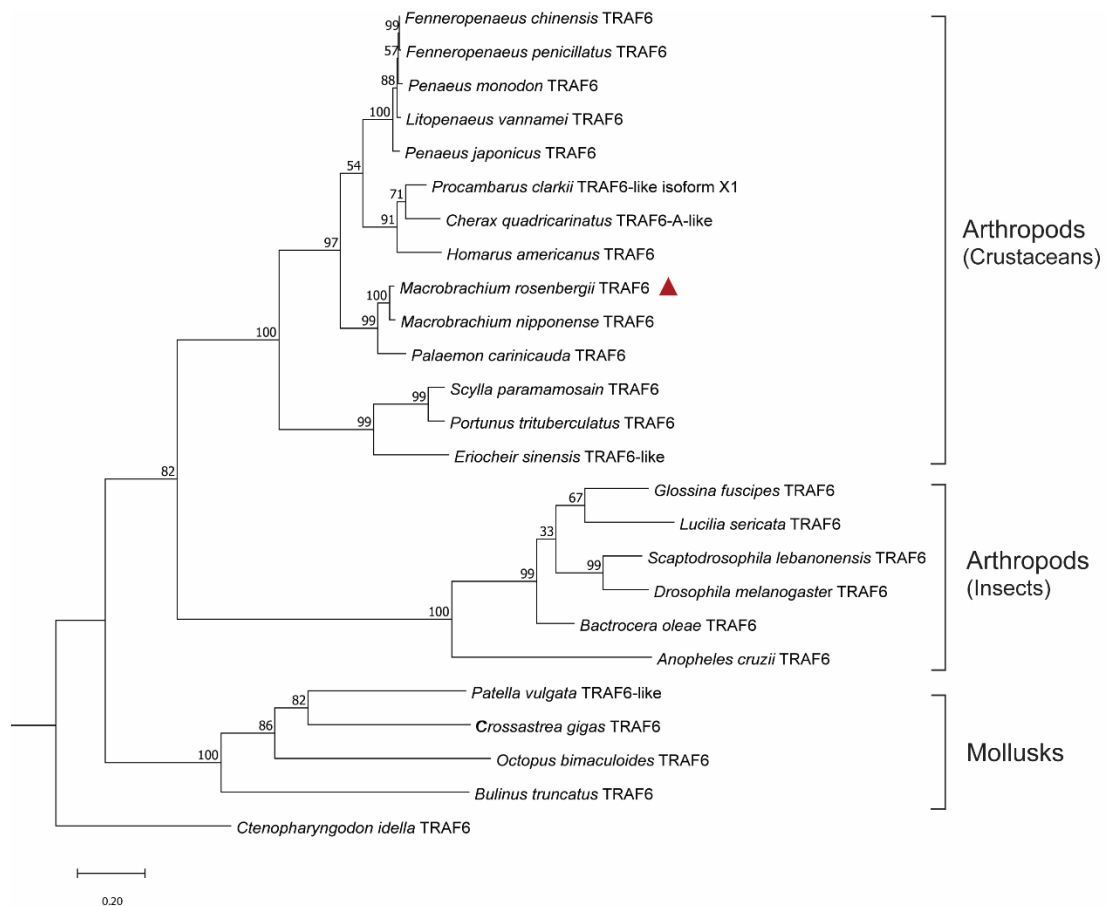 99
Fenneropenaeus chinensis TRAF6
57
Fenneropenaeus penicillatus TRAF6
88
Penaeus monodon TRAF6
100
Litopenaeus vannamei TRAF6
Penaeus japonicus TRAF6
54
Procambarus clarkii TRAF6-like isoform X1
71
Cherax quadricarinatus TRAF6-A-like
91
Homarus americanus TRAF6
Arthropods
(Crustaceans)
97
Macrobrachium rosenbergii TRAF6
100
Macrobrachium nipponense TRAF6
99
100
Palaemon carinicauda TRAF6
Scylla paramamosain TRAF6
99
Portunus trituberculatus TRAF6
99
Eriocheir sinensis TRAF6-like
82
Glossina fuscipes TRAF6
67
Lucilia sericata TRAF6
33
Scaptodrosophila lebanonensis TRAF6
99
Drosophila melanogaster TRAF6
99
Arthropods
(Insects)
100
Bactrocera oleae TRAF6
Anopheles cruzii TRAF6
Patella vulgata TRAF6-like
82
Crossastrea gigas TRAF6
86
Octopus bimaculoides TRAF6
100
Bulinus truncatus TRAF6
Mollusks
Ctenopharyngodon idella TRAF6
0.20